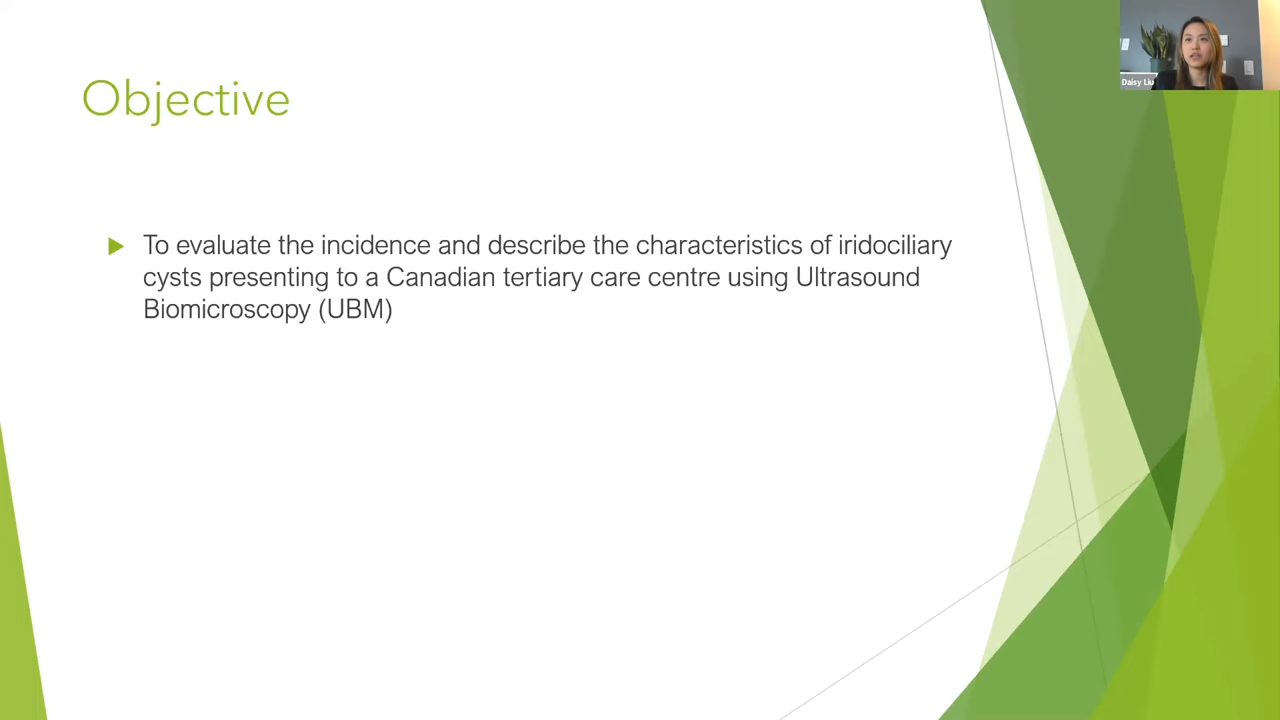 Daisy Liu
Objective
To evaluate the incidence and describe the characteristics of iridociliary
cysts presenting to a Canadian tertiary care centre using Ultrasound
Biomicroscopy (UBM)